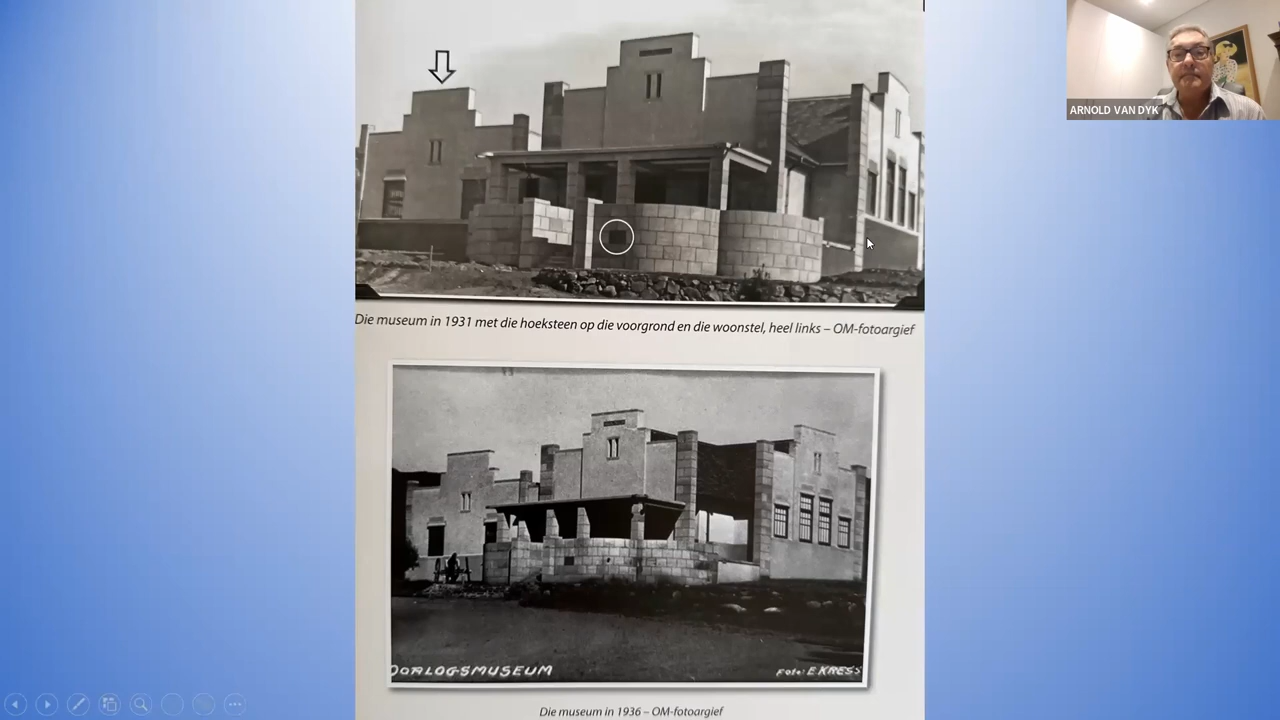 ARNOLD VAN DYK
Die museum in 1931 met die hoeksteen op die voorgrond en die woonstel, heel links – OM-fotoargief
OORLOGSMUSEUM
Foto: E.KRESS
Die museum in 1936 – OM-fotoargief